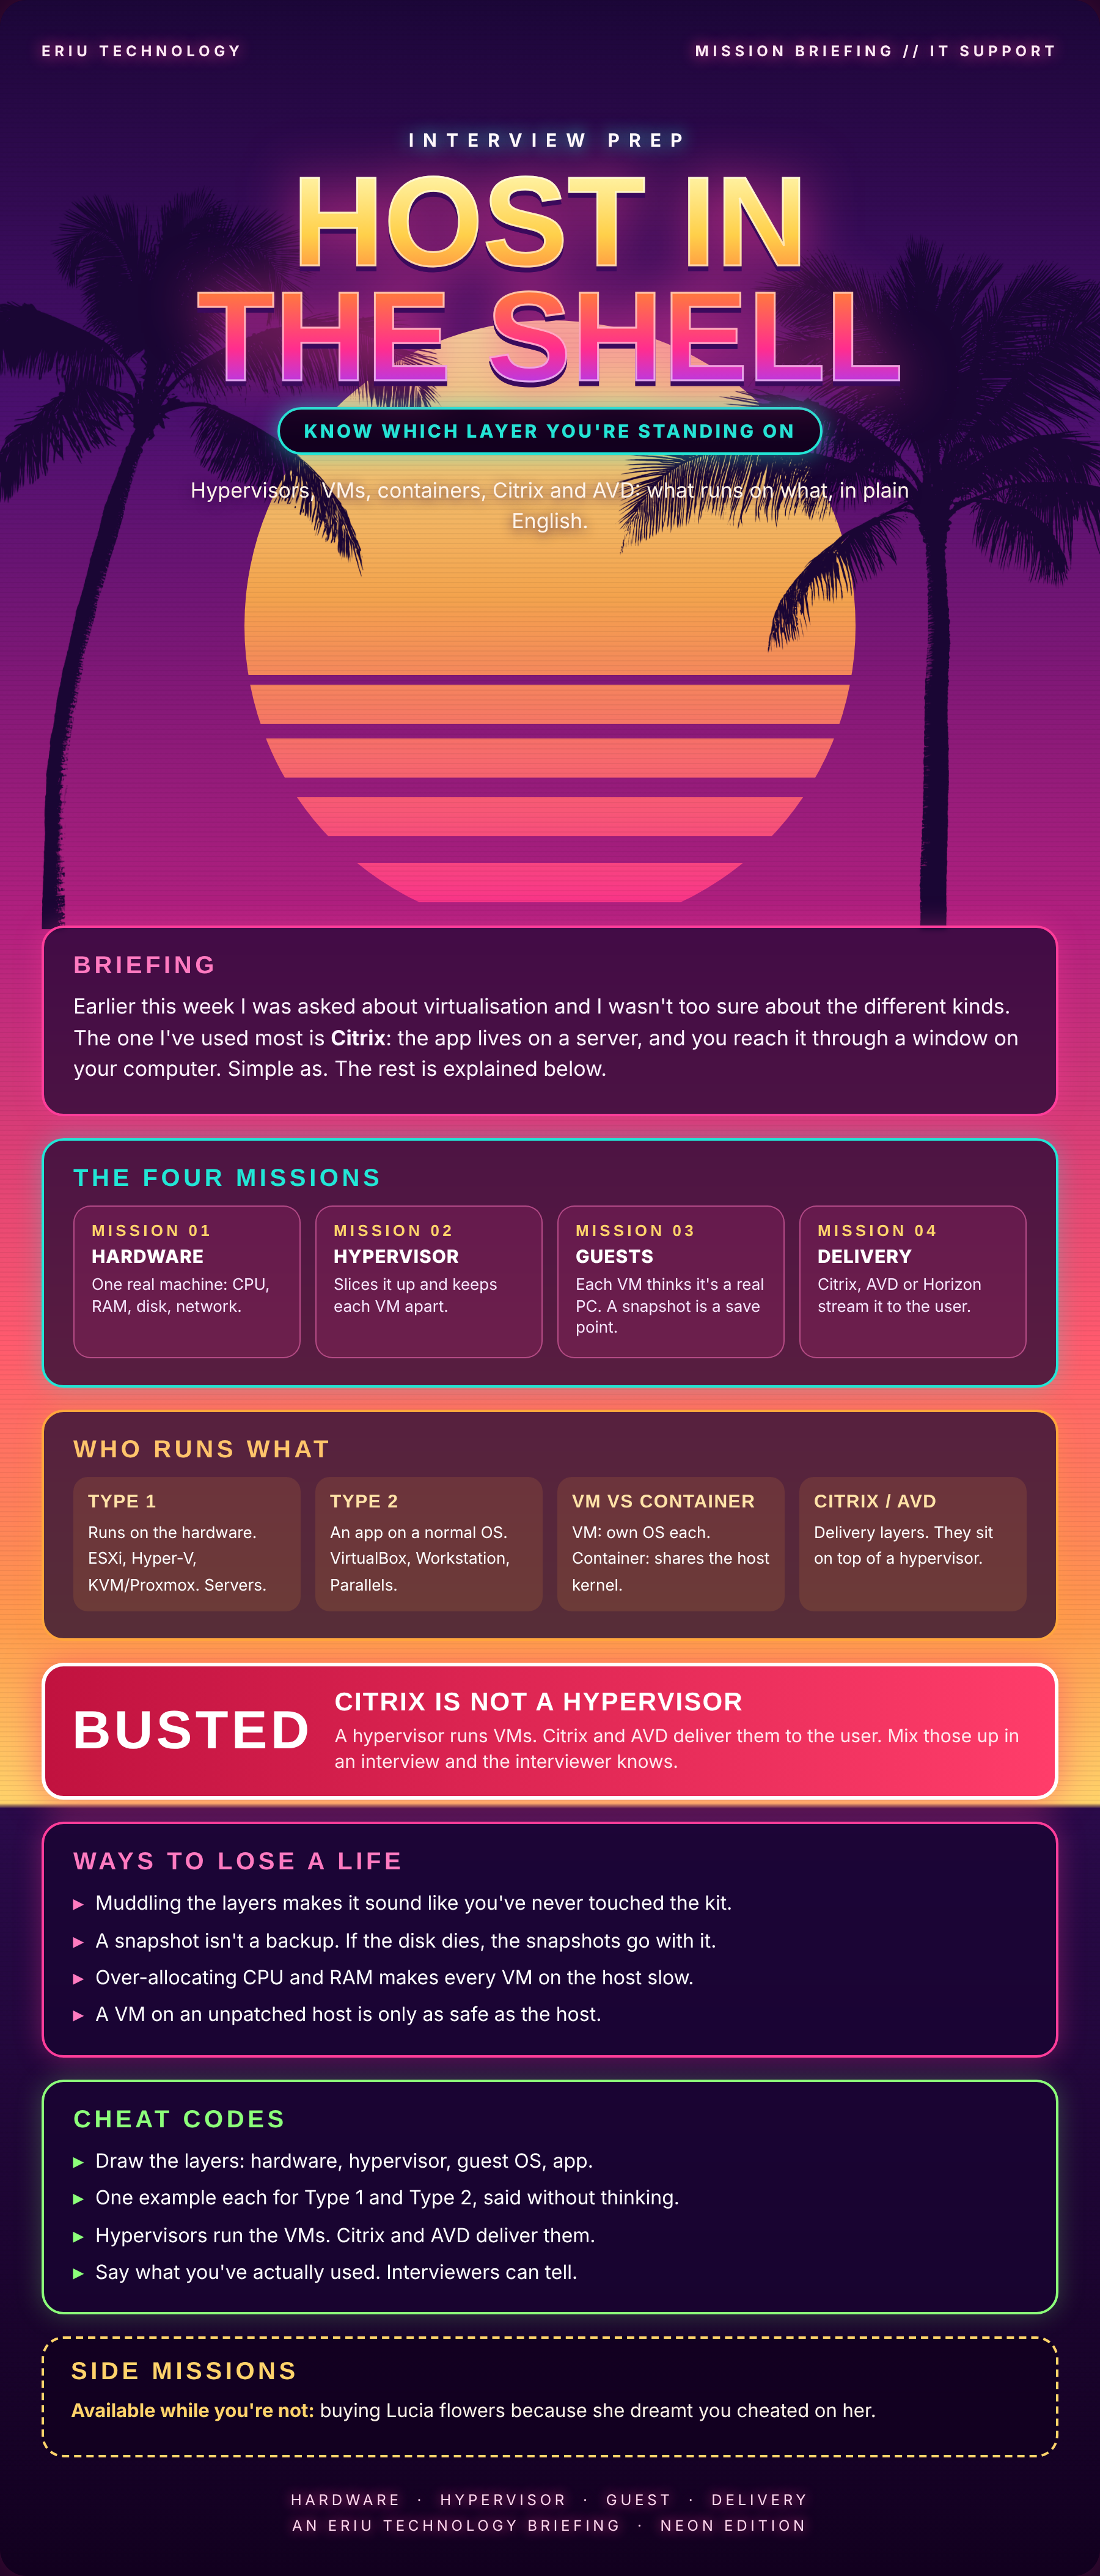 ERIU TECHNOLOGY
MISSION BRIEFING // IT SUPPORT
INTERVIEW PREP
HOST IN
THE SHELL
KNOW WHICH LAYER YOU'RE STANDING ON
Hypervisors, VMs, containers, Citrix and AVD: what runs on what, in plain
English.
BRIEFING
Earlier this week I was asked about virtualisation and I wasn't too sure about the different kinds.
The one I've used most is Citrix: the app lives on a server, and you reach it through a window on
your computer. Simple as. The rest is explained below.
THE FOUR MISSIONS
MISSION 01
HARDWARE
One real machine: CPU,
RAM, disk, network.
MISSION 02
HYPERVISOR
Slices it up and keeps
each VM apart.
MISSION 03
GUESTS
Each VM thinks it's a real
PC. A snapshot is a save
point.
MISSION 04
DELIVERY
Citrix, AVD or Horizon
stream it to the user.
WHO RUNS WHAT
TYPE 1
Runs on the hardware.
ESXi, Hyper-V,
KVM/Proxmox. Servers.
TYPE 2
An app on a normal OS.
VirtualBox, Workstation,
Parallels.
VM VS CONTAINER
VM: own OS each.
Container: shares the host
kernel.
CITRIX / AVD
Delivery layers. They sit
on top of a hypervisor.
BUSTED
CITRIX IS NOT A HYPERVISOR
A hypervisor runs VMs. Citrix and AVD deliver them to the user. Mix those up in
an interview and the interviewer knows.
WAYS TO LOSE A LIFE
▸ Muddling the layers makes it sound like you've never touched the kit.
▸ A snapshot isn't a backup. If the disk dies, the snapshots go with it.
▸ Over-allocating CPU and RAM makes every VM on the host slow.
▸ A VM on an unpatched host is only as safe as the host.
CHEAT CODES
▸ Draw the layers: hardware, hypervisor, guest OS, app.
▸ One example each for Type 1 and Type 2, said without thinking.
▸ Hypervisors run the VMs. Citrix and AVD deliver them.
▸ Say what you've actually used. Interviewers can tell.
SIDE MISSIONS
Available while you're not: buying Lucia flowers because she dreamt you cheated on her.
HARDWARE · HYPERVISOR · GUEST · DELIVERY
AN ERIU TECHNOLOGY BRIEFING · NEON EDITION